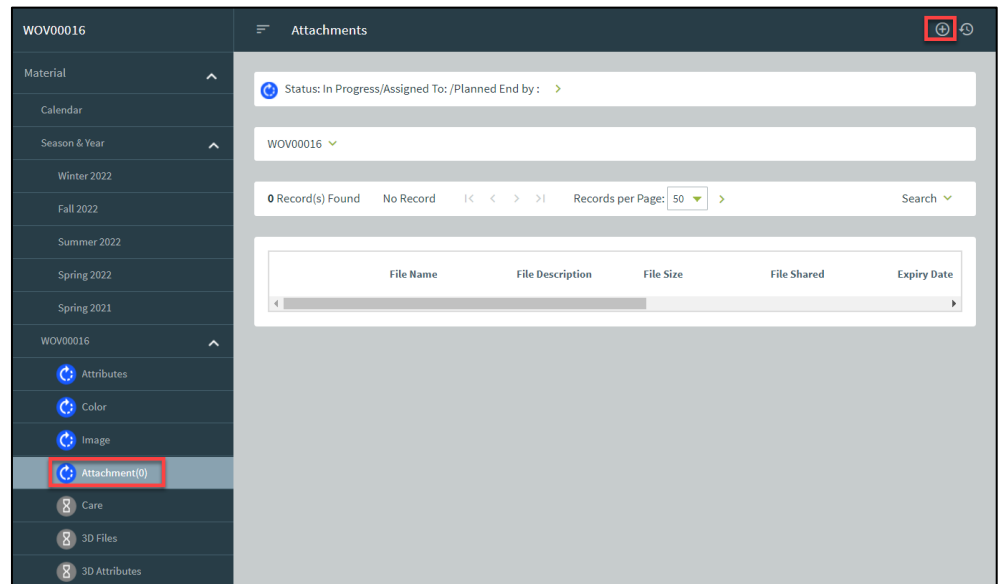 WOV00016
Attachments
Material
Calendar
Season & Year
Winter 2022
Fall 2022
Summer 2022
Spring 2022
Spring 2021
WOV00016
Attributes
Color
Image
Attachment(0)
Care
3D Files
3D Attributes
Status: In Progress/Assigned To: /Planned End by :
WOV00016
0 Record(s) Found No Record Records per Page: 50 Search
File Name File Description File Size File Shared Expiry Date